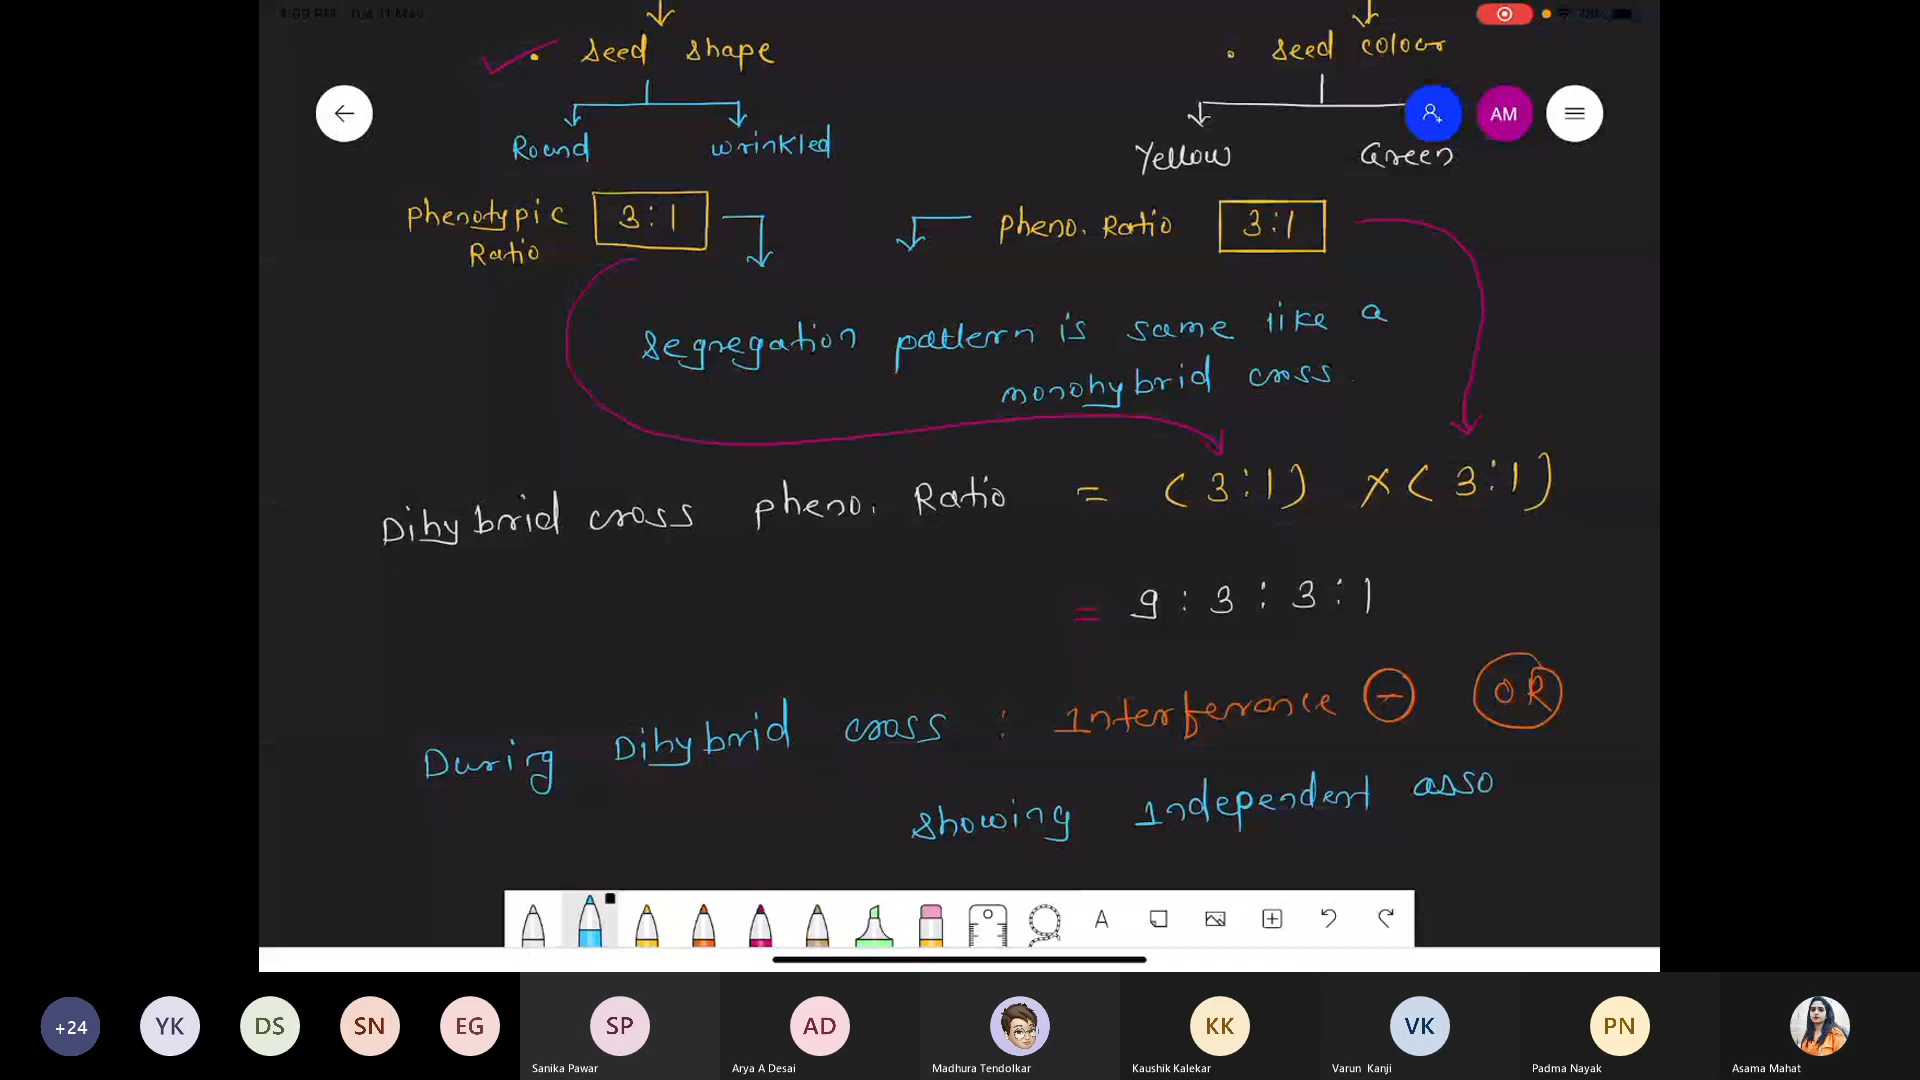 seed shape
seed colour
Round
wrinkled
Yellow
Green
AM
phenotypic
Ratio
3:1
pheno. Ratio
3:1
segregation pattern is same like a
monohybrid cross.
Dihybrid cross pheno. Ratio = (3:1) x (3:1)
= 9:3:3:1
During Dihybrid cross : Interferance - OR
showing independent asso
A
+24
YK
DS
SN
EG
SP
AD
KK
VK
PN
Sanika Pawar
Arya A Desai
Madhura Tendolkar
Kaushik Kalekar
Varun Kanji
Padma Nayak
Asama Mahat